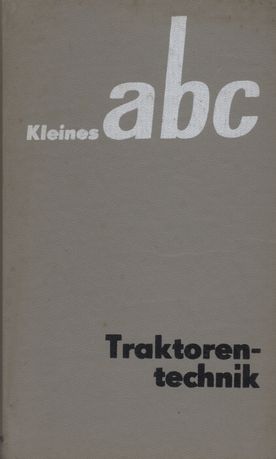 Kleines abc
Traktoren-
technik